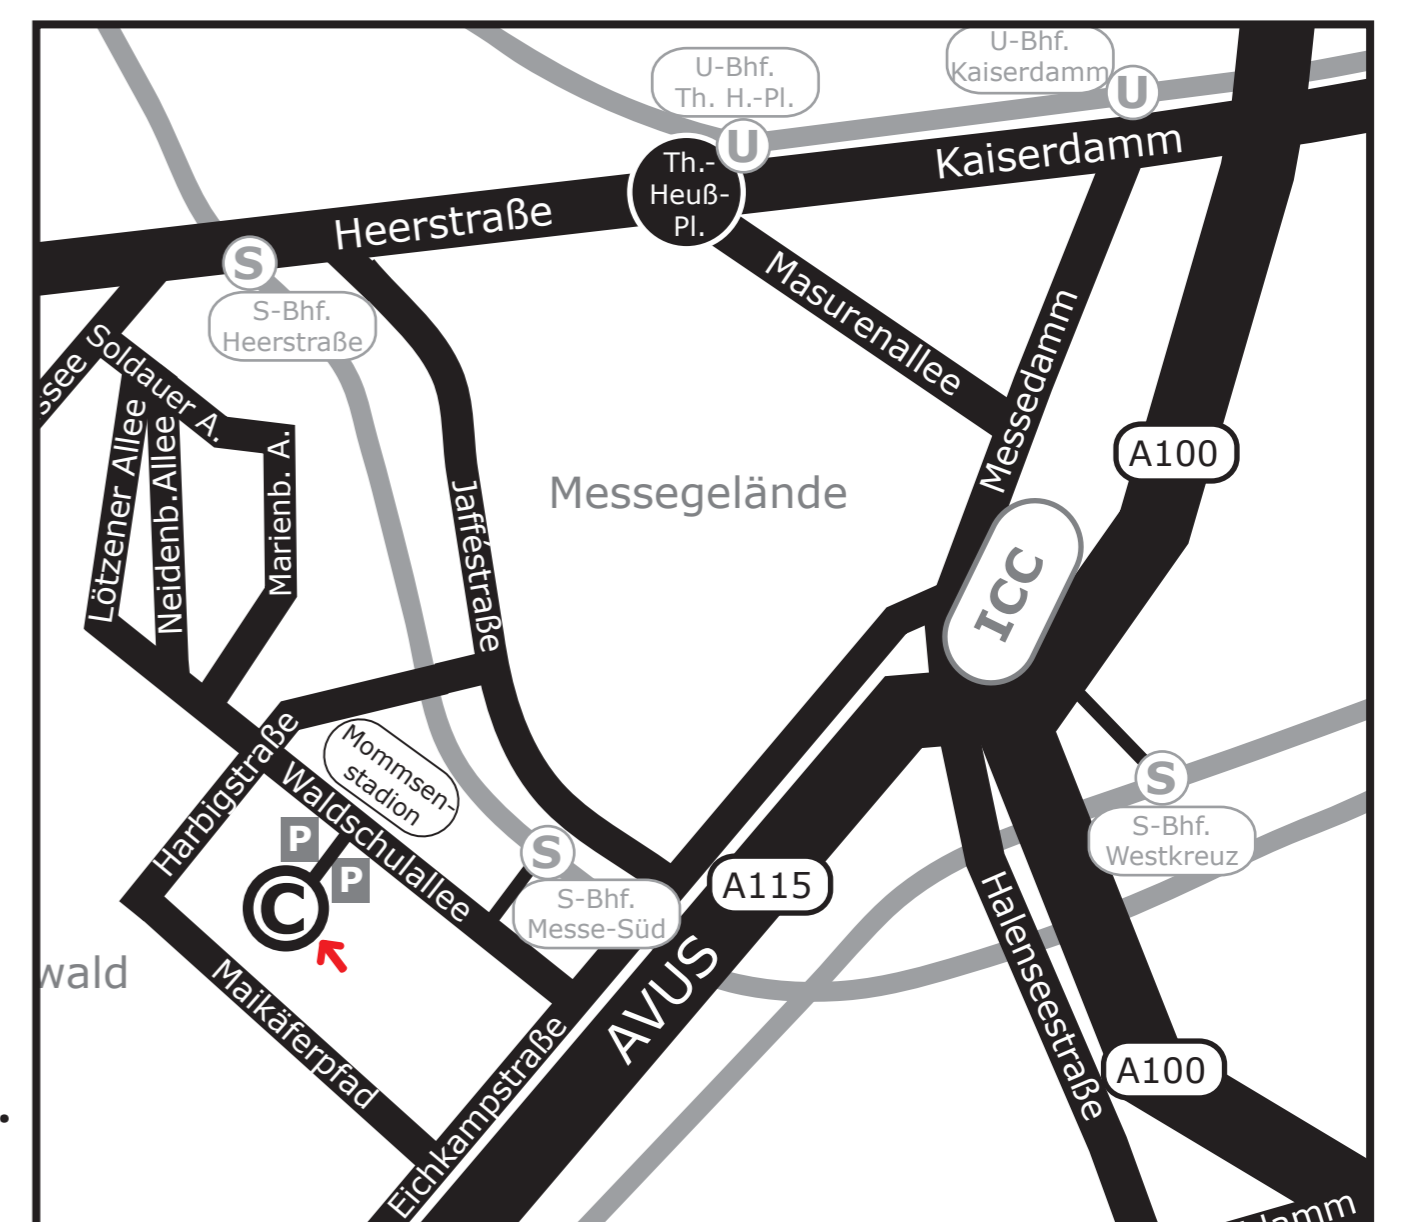 U-Bhf.
Kaiserdamm
U
U-Bhf.
Th. H.-Pl.
U
Kaiserdamm
Th.-
Heuß-
Pl.
Heerstraße
S
S-Bhf.
Heerstraße
Masurenallee
Messedamm
ssee
Soldauer A.
Lötzener Allee
Neidenb.Allee
Marienb. A.
Jafféstraße
Messegelände
A100
ICC
Harbigstraße
Mommsen-
stadion
Waldschulallee
P
P
C
S
S-Bhf.
Messe-Süd
A115
S
S-Bhf.
Westkreuz
AVUS
Halenseestraße
wald
Maikäferpfad
Eichkampstraße
A100
damm
.